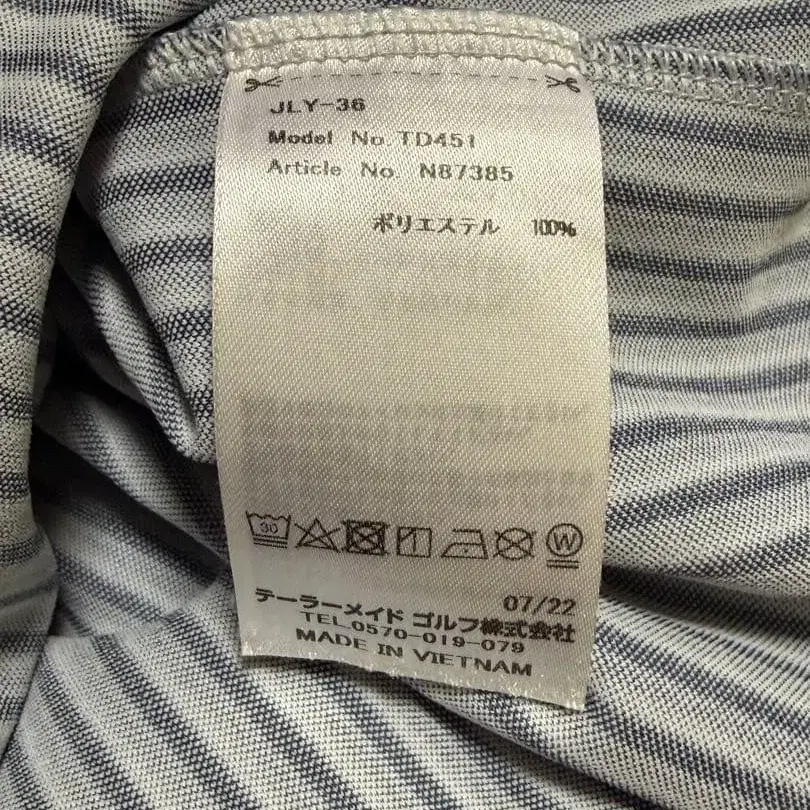 JLY-36
Model No. TD451
Article No. N87385
ポリエステル 100%
30
W
07/22
テーラーメイド ゴルフ株式会社
TEL.0570-019-079
MADE IN VIETNAM